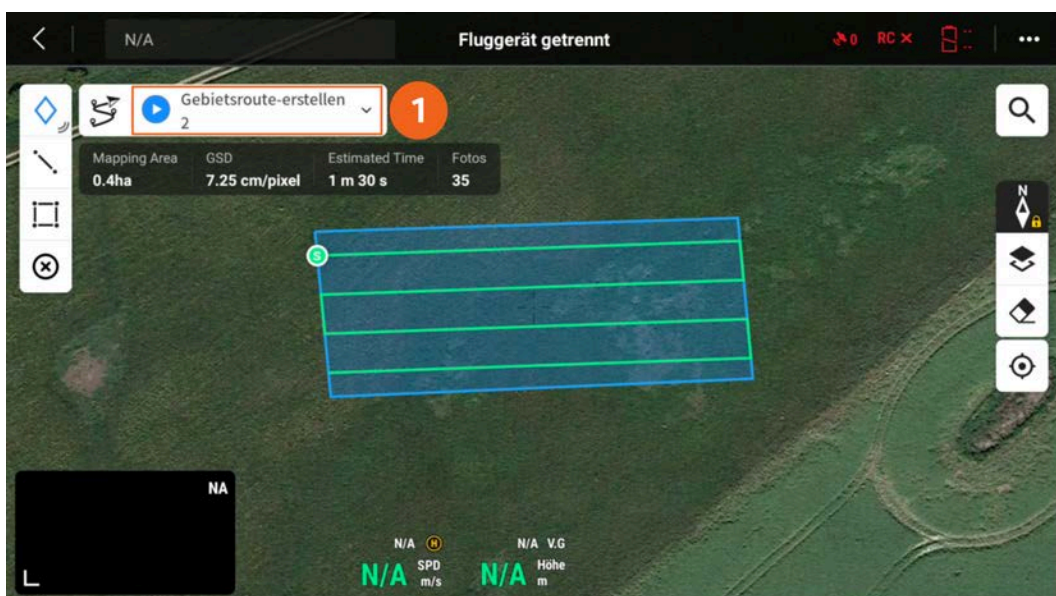 N/A
Fluggerät getrennt
0 RC
Gebietsroute-erstellen
2
1
Mapping Area GSD Estimated Time Fotos
0.4ha 7.25 cm/pixel 1 m 30 s 35
N
S
NA
N/A H N/A V.G
N/A SPD m/s N/A Höhe m